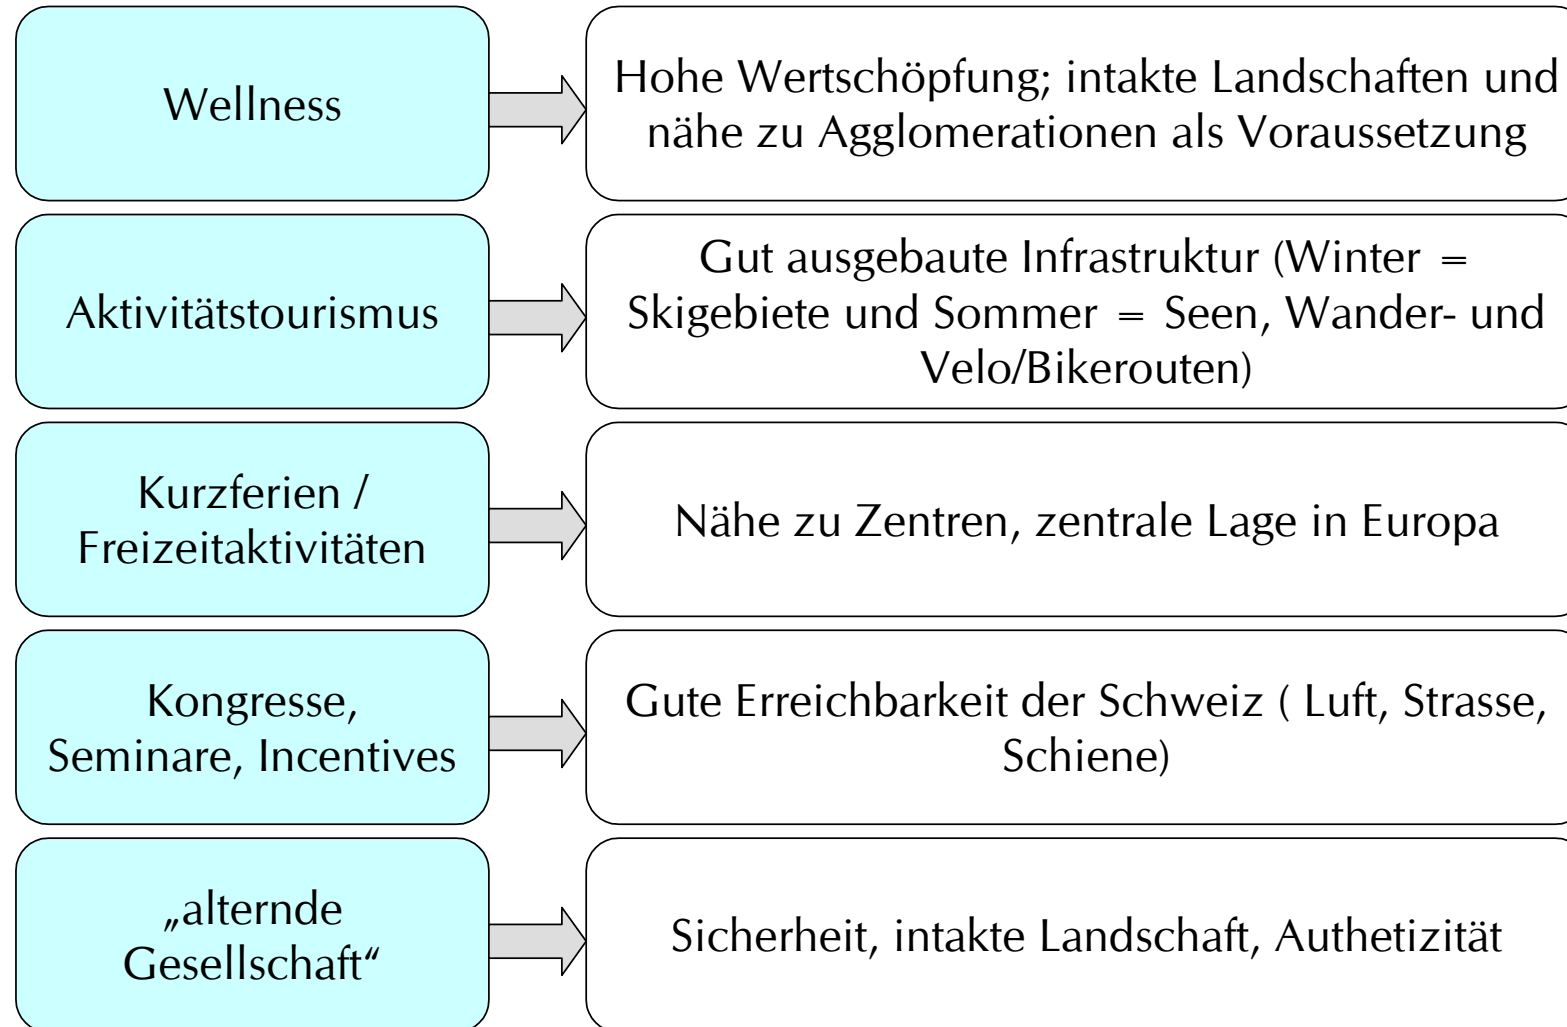 Wellness
Hohe Wertschöpfung; intakte Landschaften und
nähe zu Agglomerationen als Voraussetzung
Aktivitätstourismus
Gut ausgebaute Infrastruktur (Winter =
Skigebiete und Sommer = Seen, Wander- und
Velo/Bikerouten)
Kurzferien /
Freizeitaktivitäten
Nähe zu Zentren, zentrale Lage in Europa
Kongresse,
Seminare, Incentives
Gute Erreichbarkeit der Schweiz ( Luft, Strasse,
Schiene)
„alternde
Gesellschaft“
Sicherheit, intakte Landschaft, Authetizität